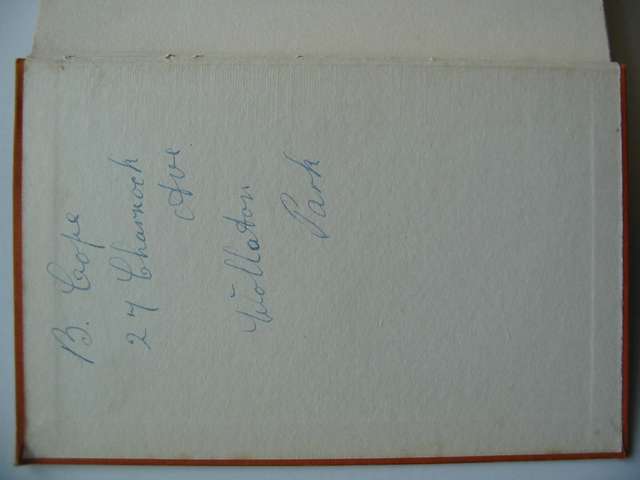 B. Cope
27 Charnock
Ave
Wollaton
Park